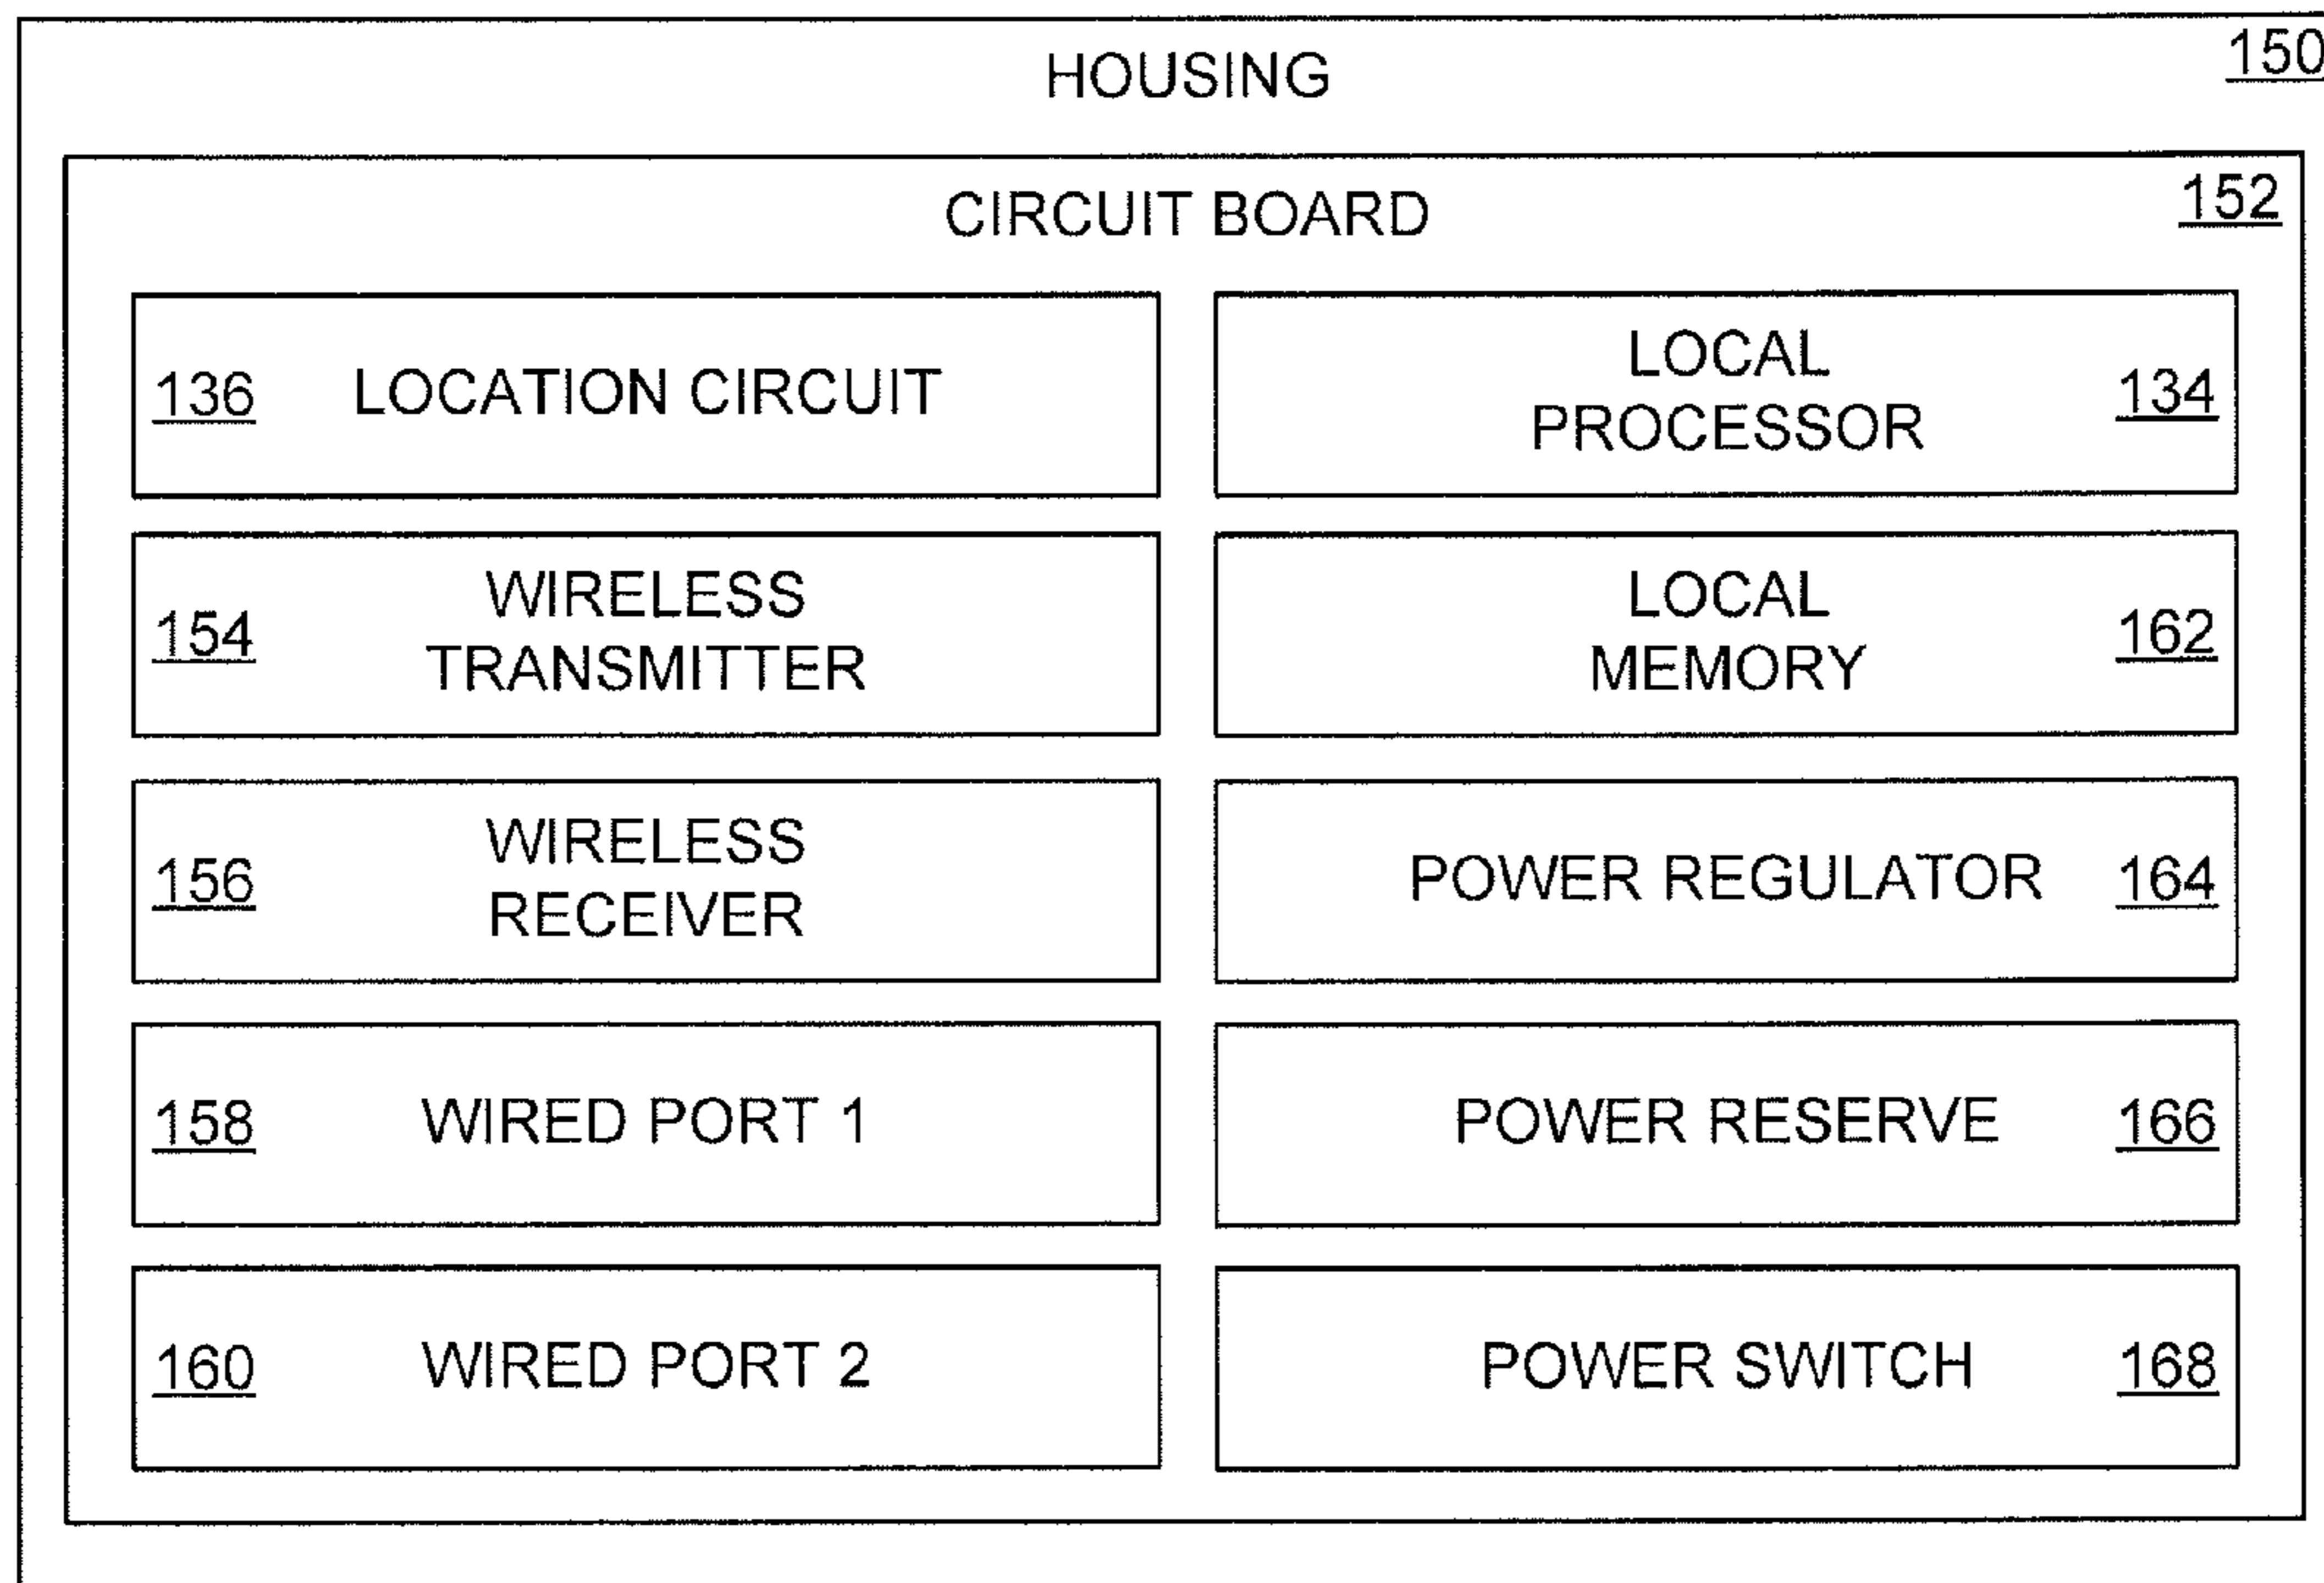 HOUSING
150
CIRCUIT BOARD
152
136
LOCATION CIRCUIT
LOCAL
PROCESSOR
134
154
WIRELESS
TRANSMITTER
LOCAL
MEMORY
162
156
WIRELESS
RECEIVER
POWER REGULATOR
164
158
WIRED PORT 1
POWER RESERVE
166
160
WIRED PORT 2
POWER SWITCH
168